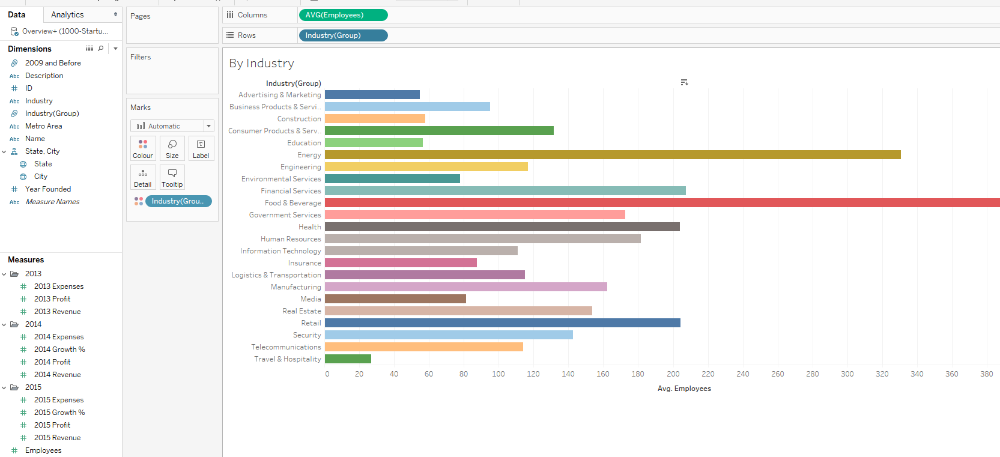 Data
Analytics
Overview+ (1000-Startu...
Dimensions
2009 and Before
Abc Description
# ID
Abc Industry
Industry(Group)
Abc Metro Area
Abc Name
State, City
State
City
# Year Founded
Abc Measure Names
Measures
2013
# 2013 Expenses
# 2013 Profit
# 2013 Revenue
2014
# 2014 Expenses
# 2014 Growth %
# 2014 Profit
# 2014 Revenue
2015
# 2015 Expenses
# 2015 Growth %
# 2015 Profit
# 2015 Revenue
# Employees
Pages
Filters
Marks
Automatic
Colour
Size
T
Label
Detail
Tooltip
Industry(Grou..
Columns
AVG(Employees)
Rows
Industry(Group)
By Industry
Industry(Group)
Advertising & Marketing
Business Products & Servi..
Construction
Consumer Products & Serv..
Education
Energy
Engineering
Environmental Services
Financial Services
Food & Beverage
Government Services
Health
Human Resources
Information Technology
Insurance
Logistics & Transportation
Manufacturing
Media
Real Estate
Retail
Security
Telecommunications
Travel & Hospitality
0 20 40 60 80 100 120 140 160 180 200 220 240 260 280 300 320 340 360 380
Avg. Employees